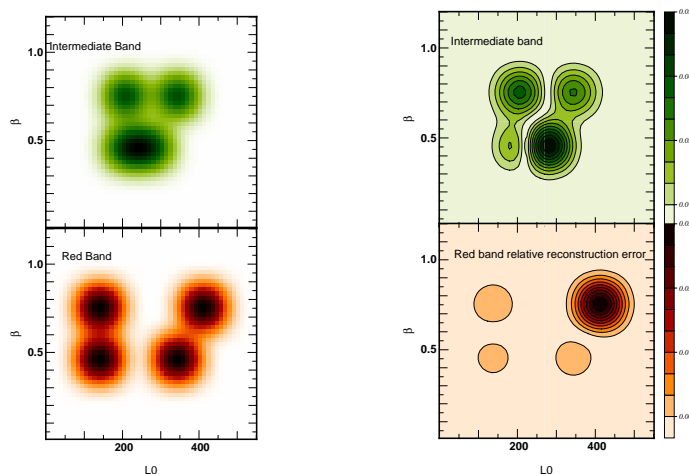 Intermediate Band
1.0
β
0.5
Red Band
1.0
β
0.5
200
400
L0
Intermediate band
1.0
β
0.5
Red band relative reconstruction error
1.0
β
0.5
200
400
L0